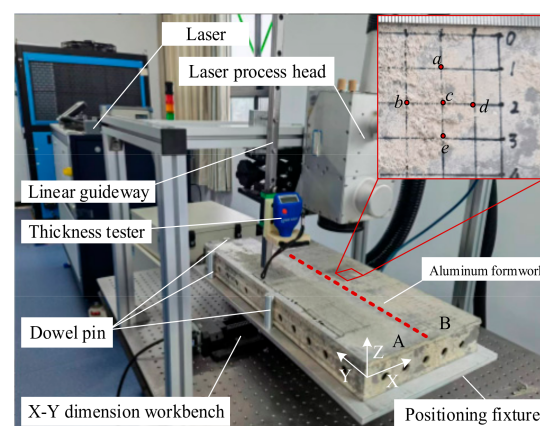 Laser
Laser process head
Linear guideway
Thickness tester
Dowel pin
X-Y dimension workbench
Aluminum formwork
Positioning fixture
A
B
Z
Y
X
0
1
2
3
a
b
c
d
e